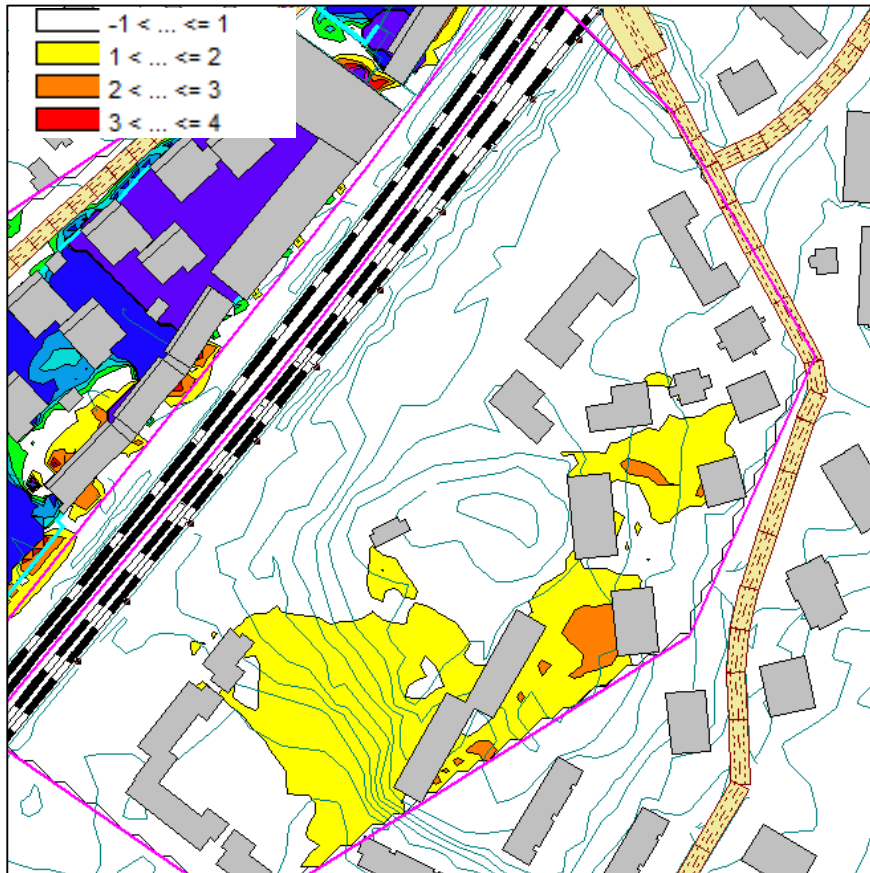 -1 < ... <= 1
1 < ... <= 2
2 < ... <= 3
3 < ... <= 4